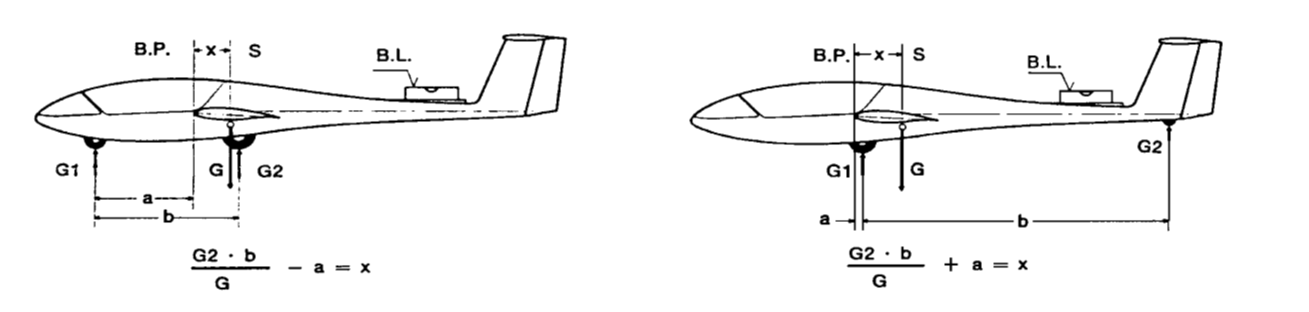 B.P. x S
B.L.
G1 G G2
a
b
G2 · b
G
− a = x
B.P. x S
B.L.
G1 G G2
a b
G2 · b
G
+ a = x